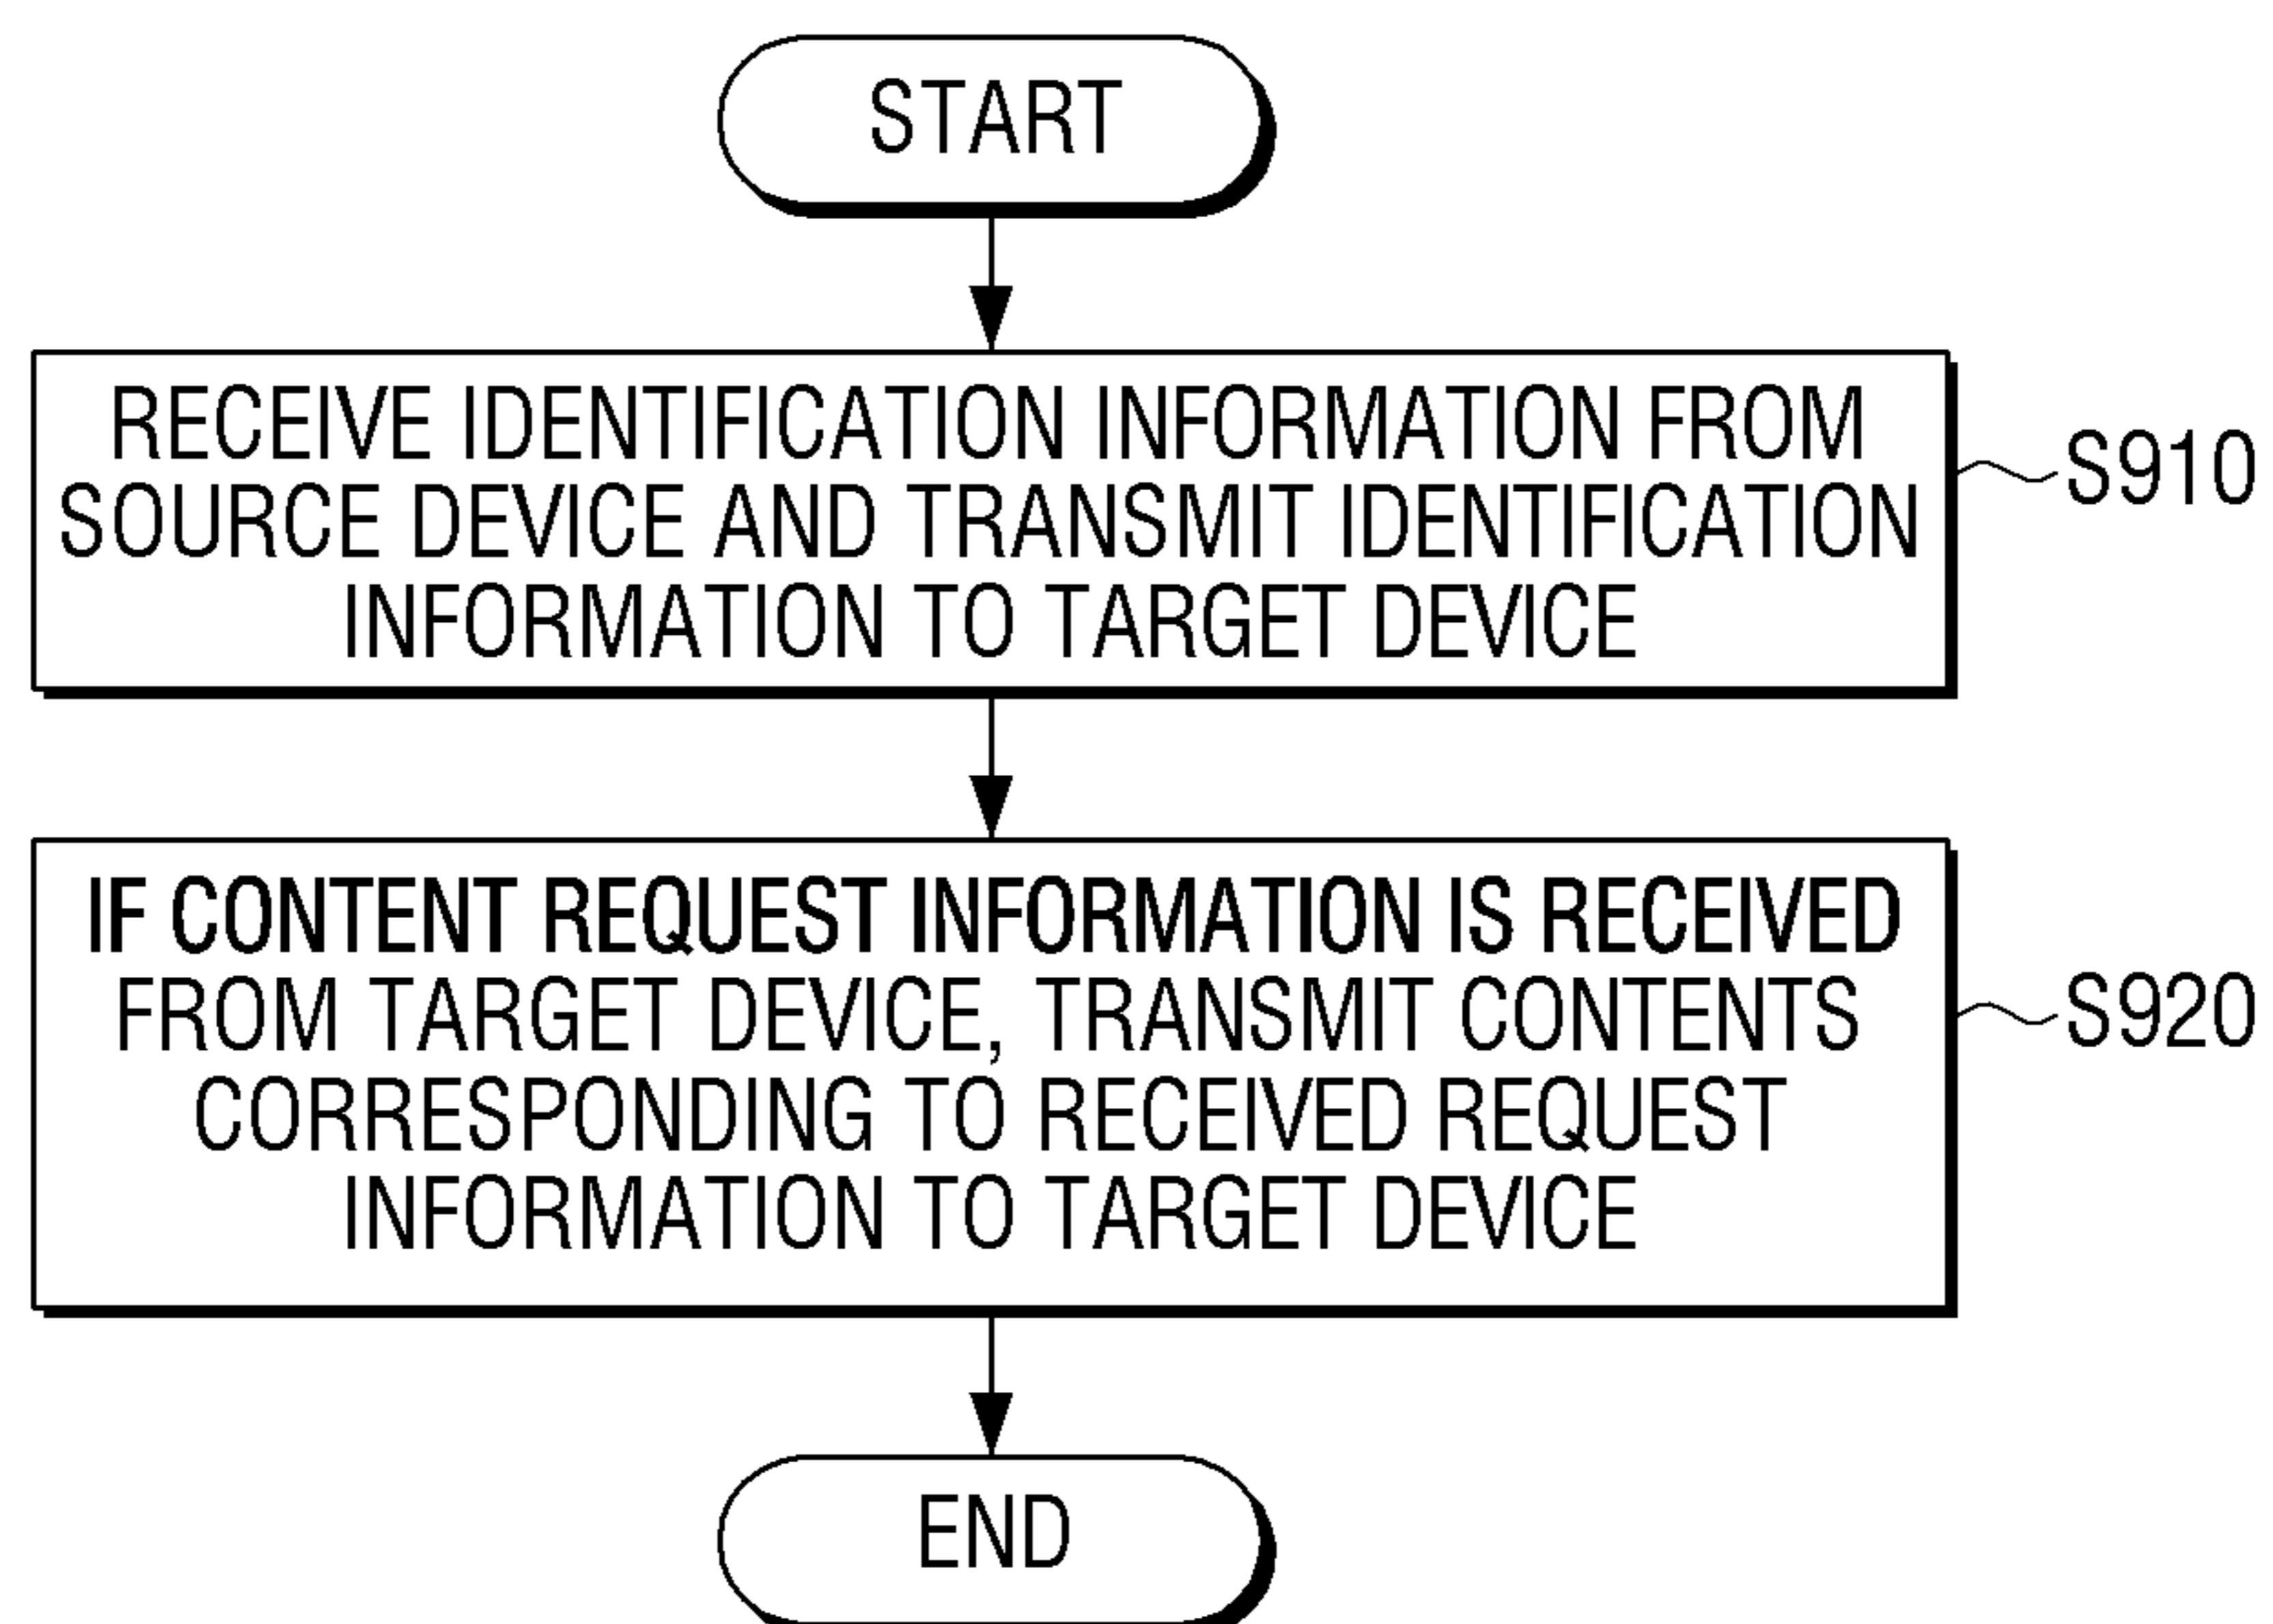 START
RECEIVE IDENTIFICATION INFORMATION FROM
SOURCE DEVICE AND TRANSMIT IDENTIFICATION
INFORMATION TO TARGET DEVICE
S910
IF CONTENT REQUEST INFORMATION IS RECEIVED
FROM TARGET DEVICE, TRANSMIT CONTENTS
CORRESPONDING TO RECEIVED REQUEST
INFORMATION TO TARGET DEVICE
S920
END